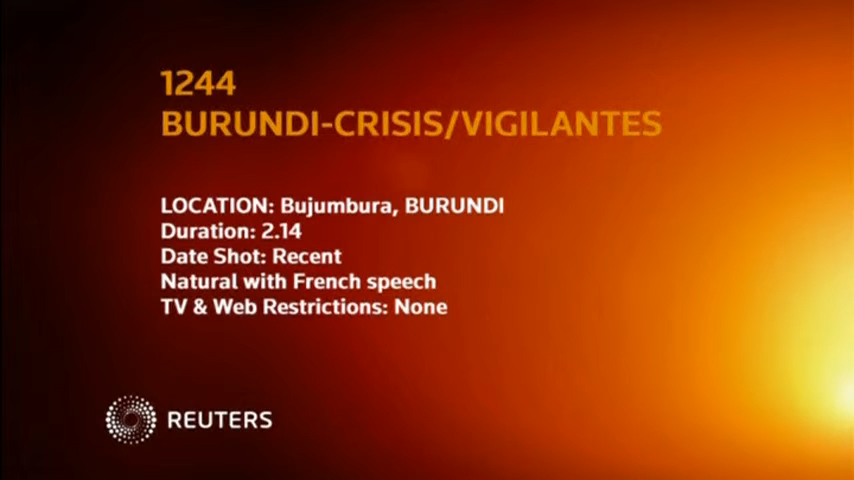 1244
BURUNDI-CRISIS/VIGILANTES
LOCATION: Bujumbura, BURUNDI
Duration: 2.14
Date Shot: Recent
Natural with French speech
TV & Web Restrictions: None
REUTERS